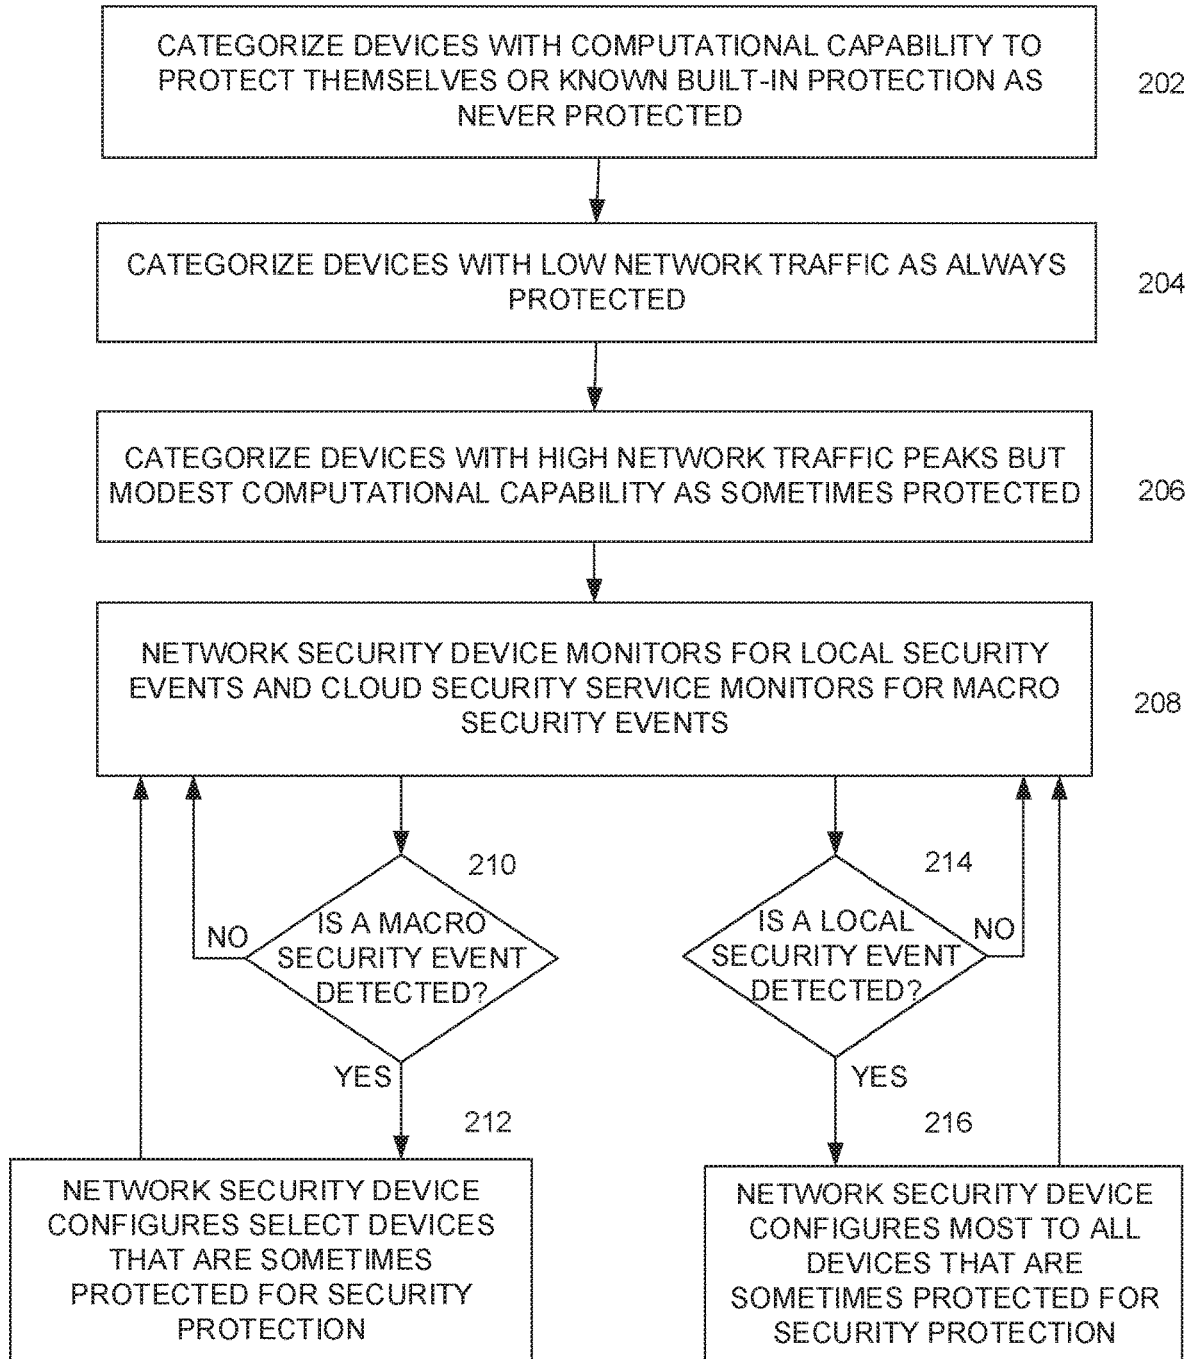 CATEGORIZE DEVICES WITH COMPUTATIONAL CAPABILITY TO
PROTECT THEMSELVES OR KNOWN BUILT-IN PROTECTION AS
NEVER PROTECTED
202
CATEGORIZE DEVICES WITH LOW NETWORK TRAFFIC AS ALWAYS
PROTECTED
204
CATEGORIZE DEVICES WITH HIGH NETWORK TRAFFIC PEAKS BUT
MODEST COMPUTATIONAL CAPABILITY AS SOMETIMES PROTECTED
206
NETWORK SECURITY DEVICE MONITORS FOR LOCAL SECURITY
EVENTS AND CLOUD SECURITY SERVICE MONITORS FOR MACRO
SECURITY EVENTS
208
210
IS A MACRO
SECURITY EVENT
DETECTED?
NO
YES
212
NETWORK SECURITY DEVICE
CONFIGURES SELECT DEVICES
THAT ARE SOMETIMES
PROTECTED FOR SECURITY
PROTECTION
214
IS A LOCAL
SECURITY EVENT
DETECTED?
NO
YES
216
NETWORK SECURITY DEVICE
CONFIGURES MOST TO ALL
DEVICES THAT ARE
SOMETIMES PROTECTED FOR
SECURITY PROTECTION